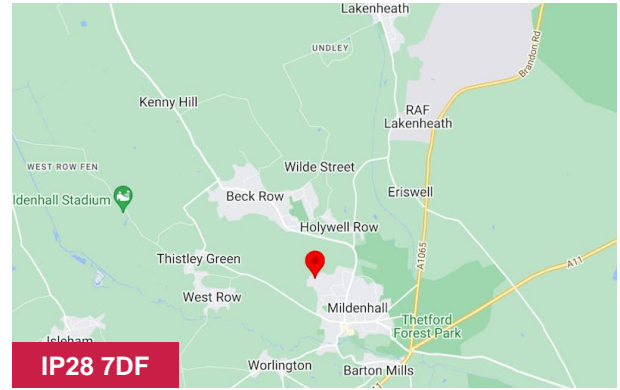 Lakenheath
UNDLEY
Brandon Rd
Kenny Hill
RAF
Lakenheath
WEST ROW FEN
Wilde Street
ldenhall Stadium
Beck Row
Eriswell
Holywell Row
A1065
A11
Thistley Green
West Row
Mildenhall
Thetford
Forest Park
Isleham
IP28 7DF
Worlington
Barton Mills